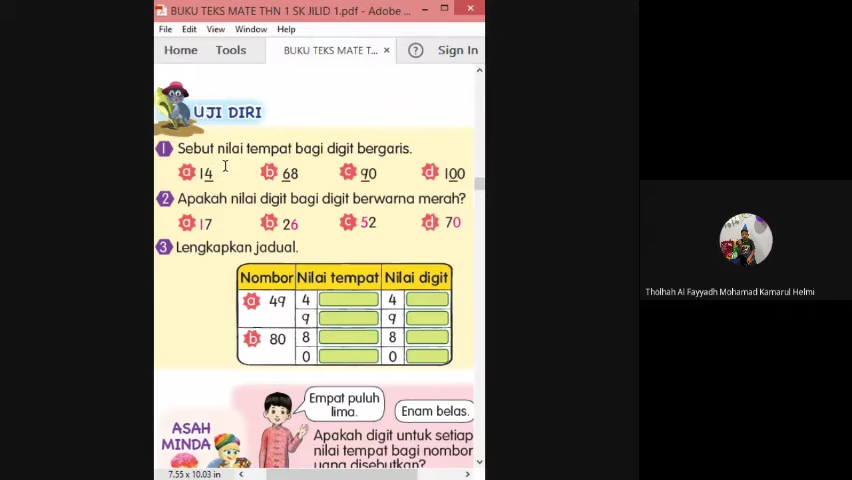 BUKU TEKS MATE THN 1 SK JILID 1.pdf - Adobe ...
File Edit View Window Help
Home Tools BUKU TEKS MATE T... × ? Sign In
UJI DIRI
1 Sebut nilai tempat bagi digit bergaris.
a 14 b 68 c 90 d 100
2 Apakah nilai digit bagi digit berwarna merah?
a 17 b 26 c 52 d 70
3 Lengkapkan jadual.
Nombor Nilai tempat Nilai digit
a 49 4 4
9 9
b 80 8 8
0 0
Empat puluh
lima.
Enam belas.
ASAH
MINDA
Apakah digit untuk setiap
nilai tempat bagi nombor
yang disebutkan?
7.55 x 10.03 in
Tholhah Al Fayyadh Mohamad Kamarul Helmi